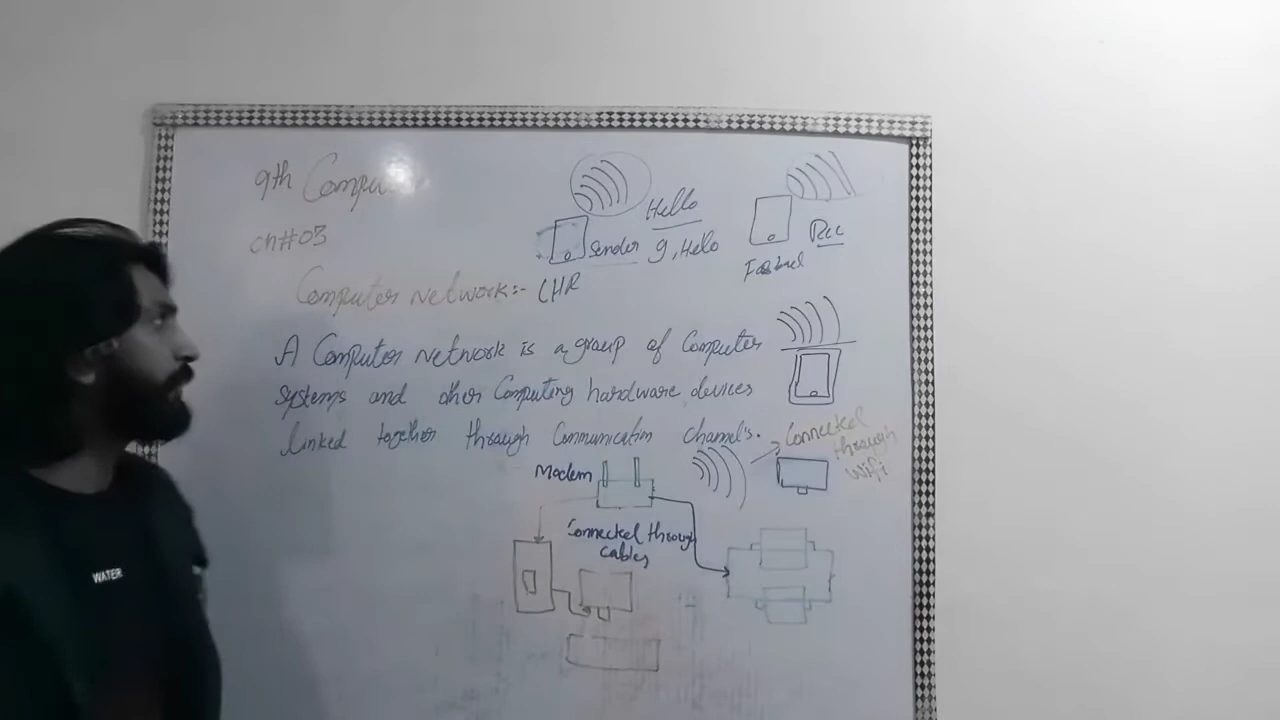 9th Compu
Ch#03
Hello
Sender g, Hello
Rec
Computer Network:- CHR
A Computer Network is a group of Computer
Systems and other Computing hardware devices
linked together through Communication Channel's.
Connected
through
Wifi
Modem
Connected through
cables
WATER